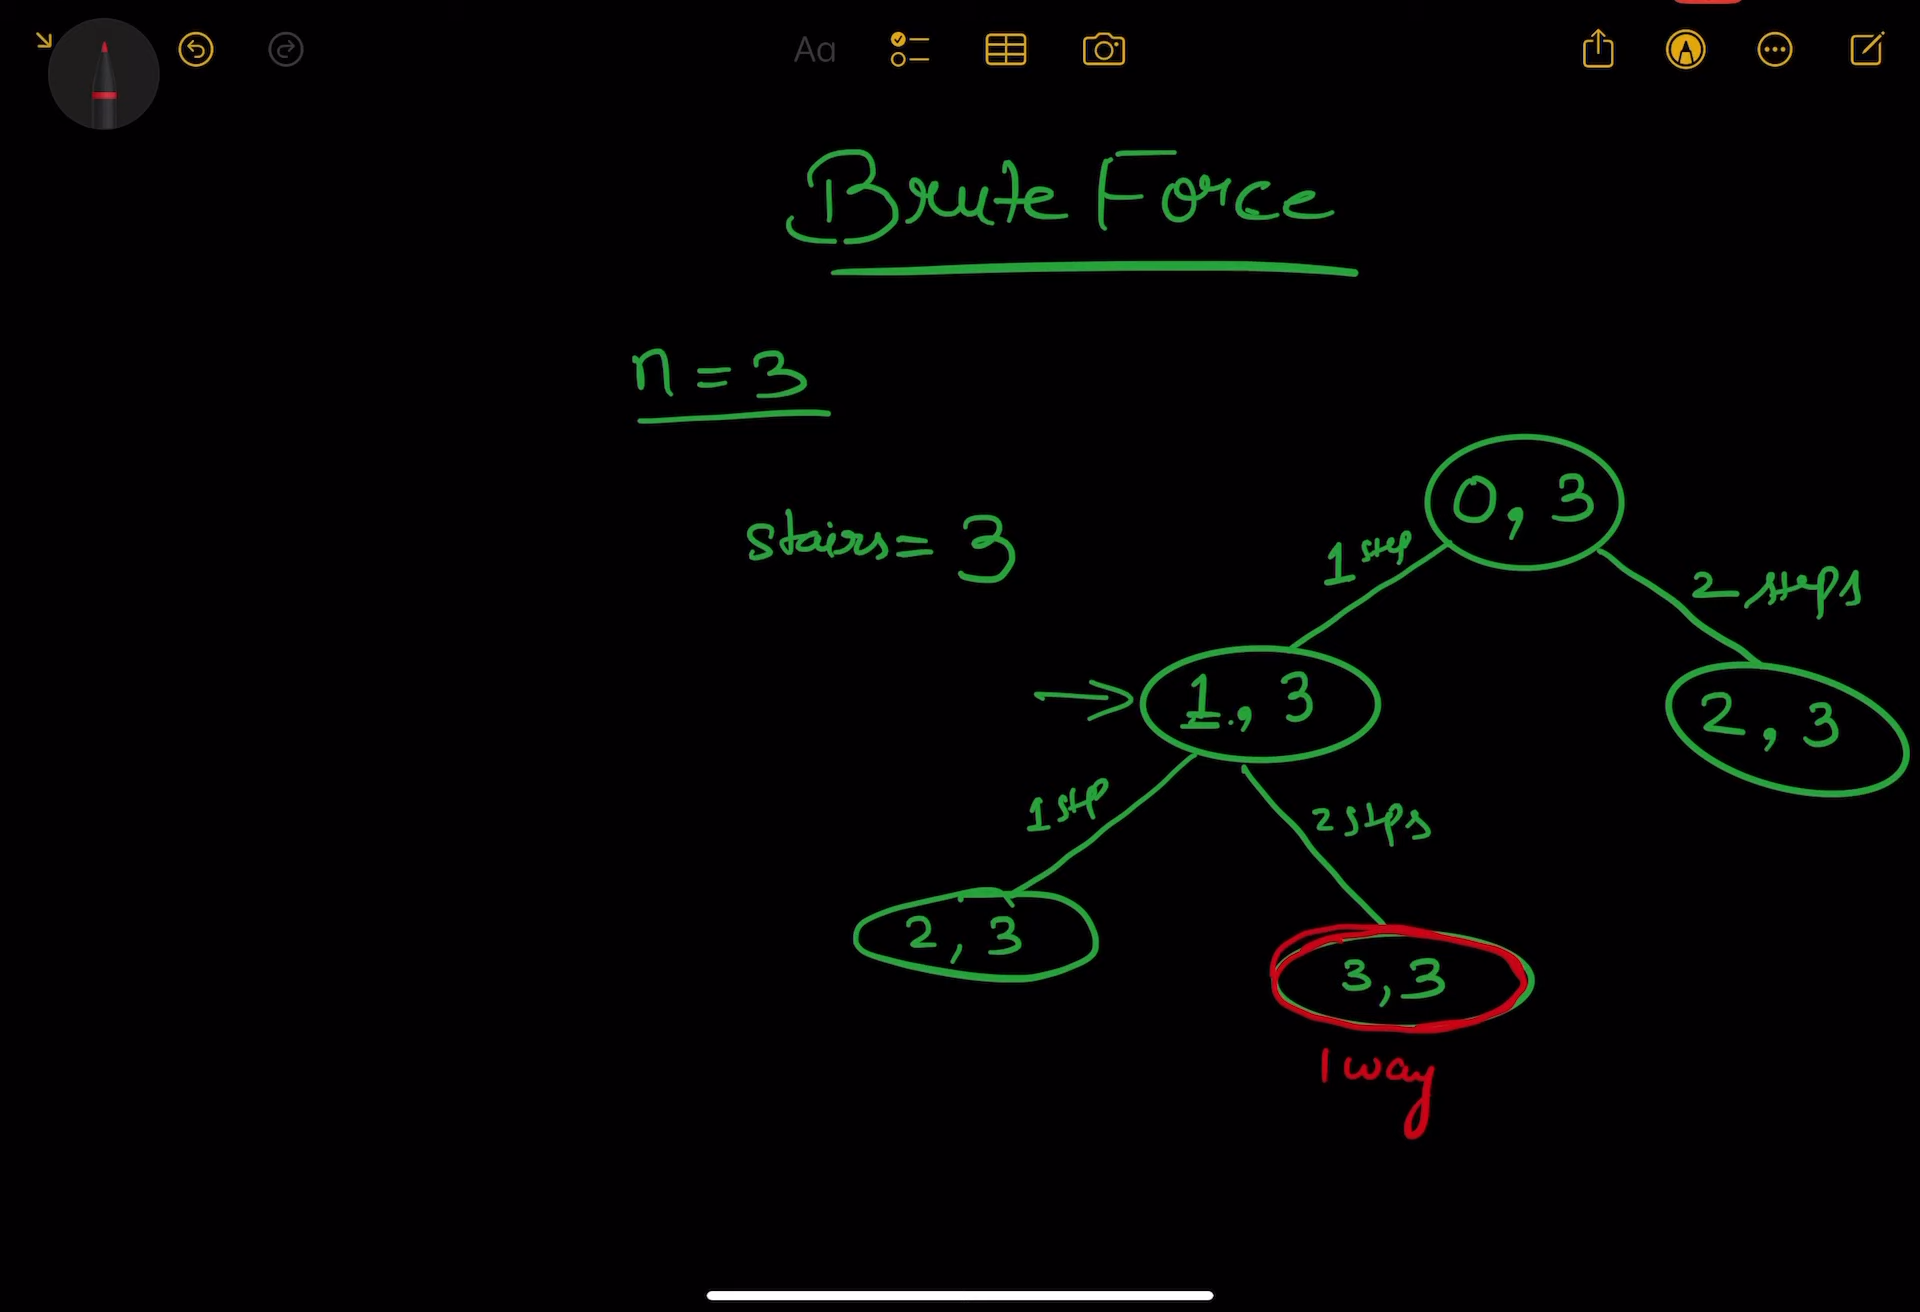 Aa
Brute Force
n = 3
0, 3
stairs = 3
1 step
2 steps
1, 3
2, 3
1 step
2 steps
2, 3
3, 3
1 way